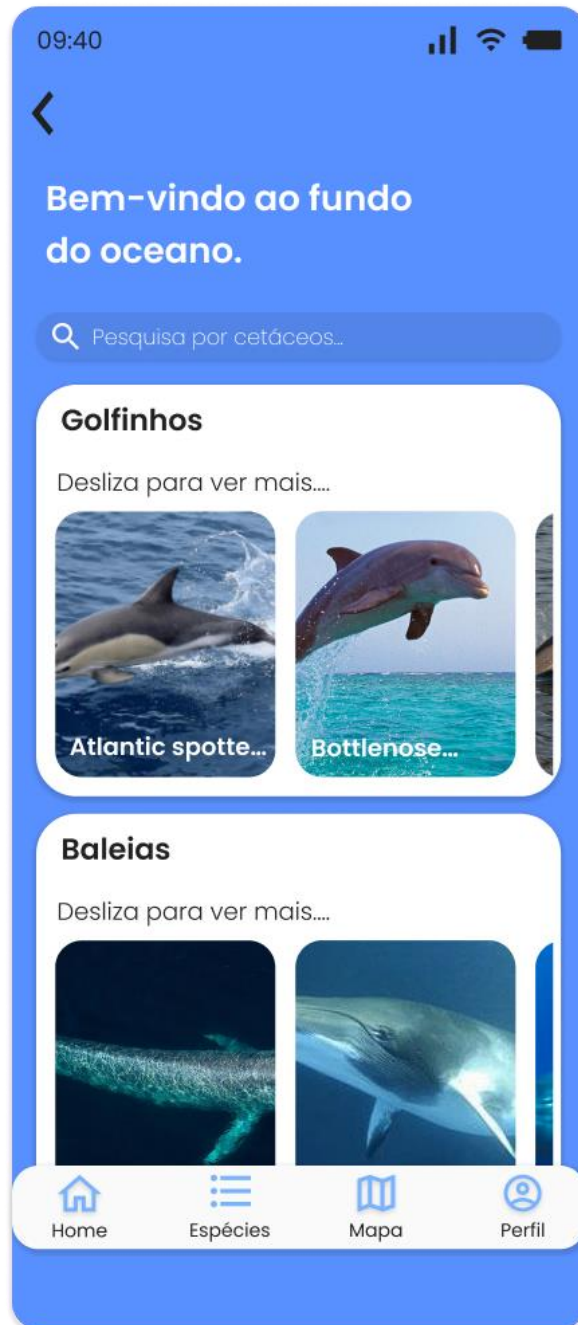 09:40
Bem-vindo ao fundo
do oceano.
Pesquisa por cetáceos...
Golfinhos
Desliza para ver mais....
Atlantic spotte...
Bottlenose...
Baleias
Desliza para ver mais....
Home
Espécies
Mapa
Perfil